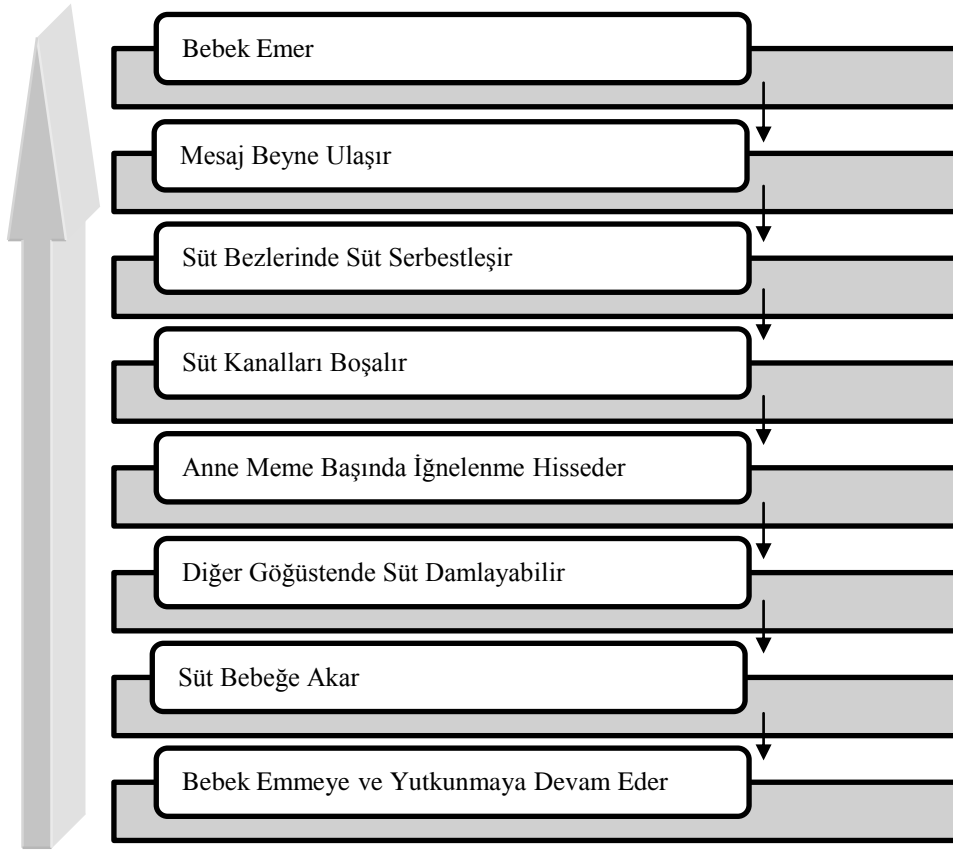 Bebek Emer
Mesaj Beyne Ulaşır
Süt Bezlerinde Süt Serbestleşir
Süt Kanalları Boşalır
Anne Meme Başında İğnelenme Hisseder
Diğer Göğüstende Süt Damlayabilir
Süt Bebeğe Akar
Bebek Emmeye ve Yutkunmaya Devam Eder